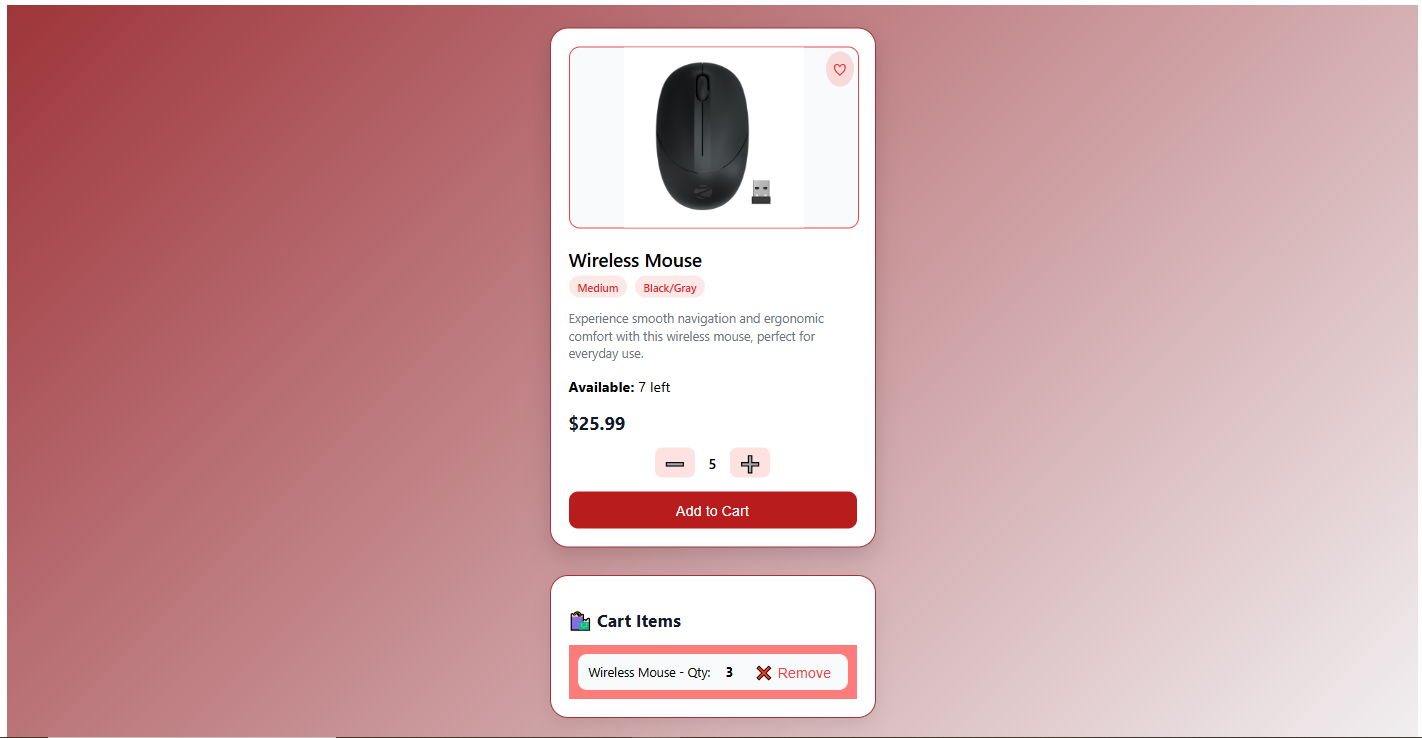 Wireless Mouse
Medium Black/Gray
Experience smooth navigation and ergonomic
comfort with this wireless mouse, perfect for
everyday use.
Available: 7 left
$25.99
5
Add to Cart
Cart Items
Wireless Mouse - Qty: 3 Remove